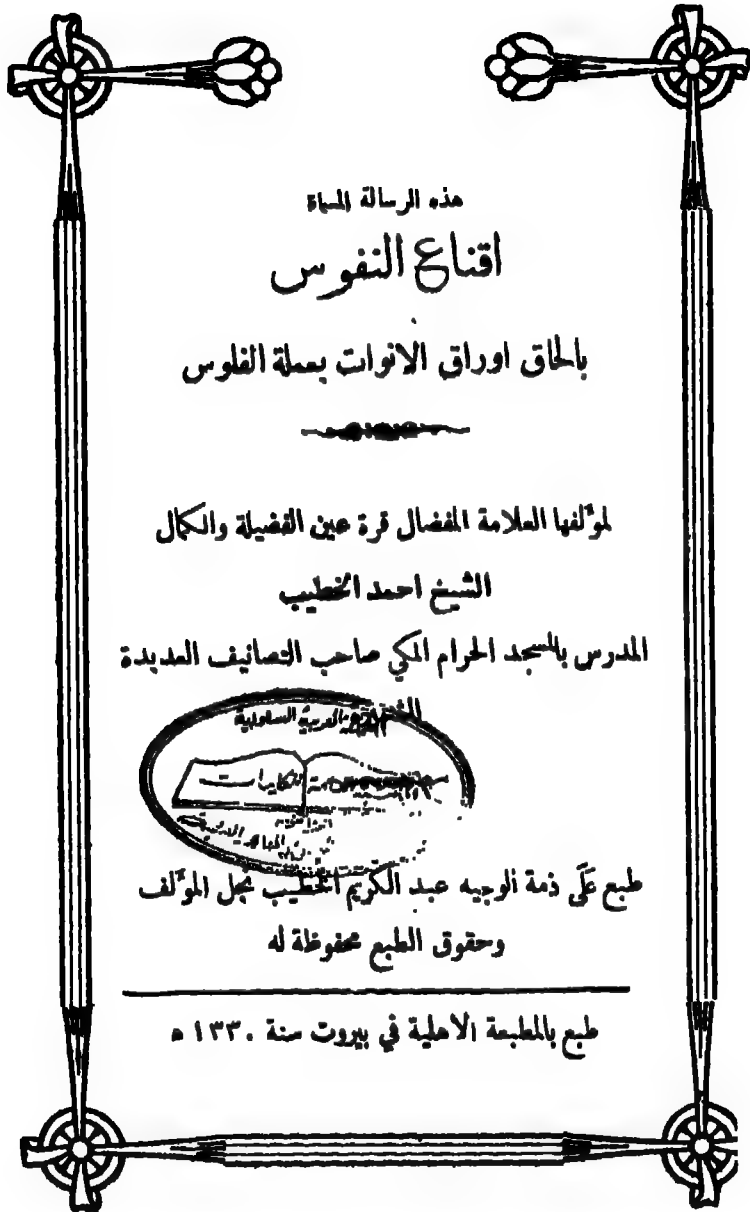 هذه الرسالة المسماة
اقناع النفوس
بالحاق اوراق الانوات بعملة الفلوس
لمؤلفها العلامة المفضال قرة عين الفضيلة والكمال
الشيخ احمد الخطيب
المدرس بالمسجد الحرام المكي صاحب التصانيف العديدة
العربية السعودية
طبع على ذمة الوجيه عبد الكريم الخطيب نجل المؤلف
وحقوق الطبع محفوظة له
طبع بالمطبعة الاهلية في بيروت سنة ١٣٣٠ ه